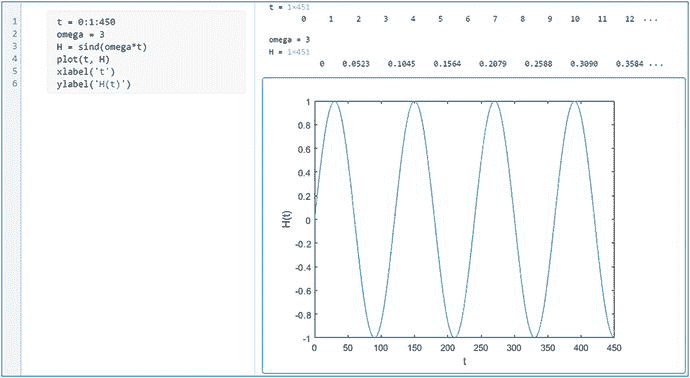 1 t = 0:1:450
2 omega = 3
3 H = sind(omega*t)
4 plot(t, H)
5 xlabel('t')
6 ylabel('H(t)')
t = 1×451
0 1 2 3 4 5 6 7 8 9 10 11 12 ...
omega = 3
H = 1×451
0 0.0523 0.1045 0.1564 0.2079 0.2588 0.3090 0.3584 ...
1
0.8
0.6
0.4
0.2
0
-0.2
-0.4
-0.6
-0.8
-1
H(t)
0 50 100 150 200 250 300 350 400 450
t